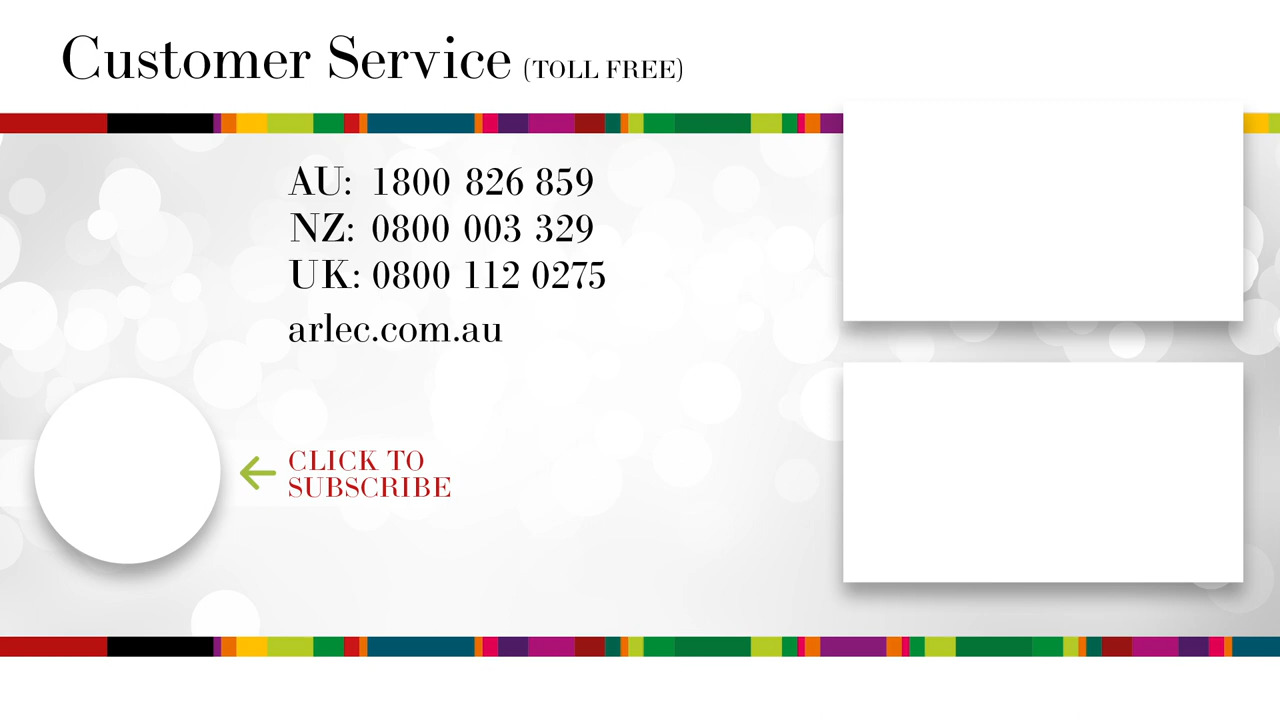 Customer Service (TOLL FREE)
AU: 1800 826 859
NZ: 0800 003 329
UK: 0800 112 0275
arlec.com.au
CLICK TO
SUBSCRIBE